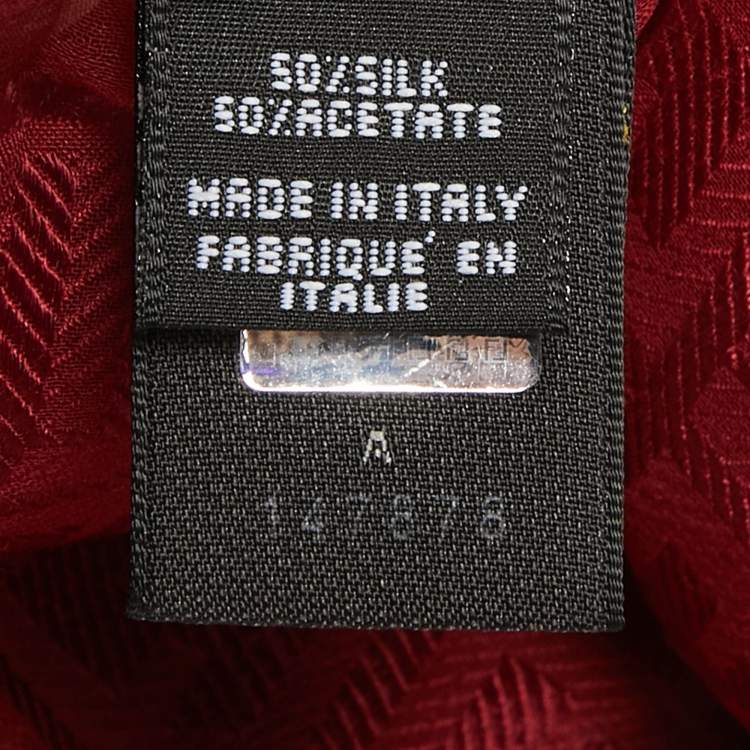 50%SILK
50%ACETATE
MADE IN ITALY
FABRIQUE' EN
ITALIE
A
147878